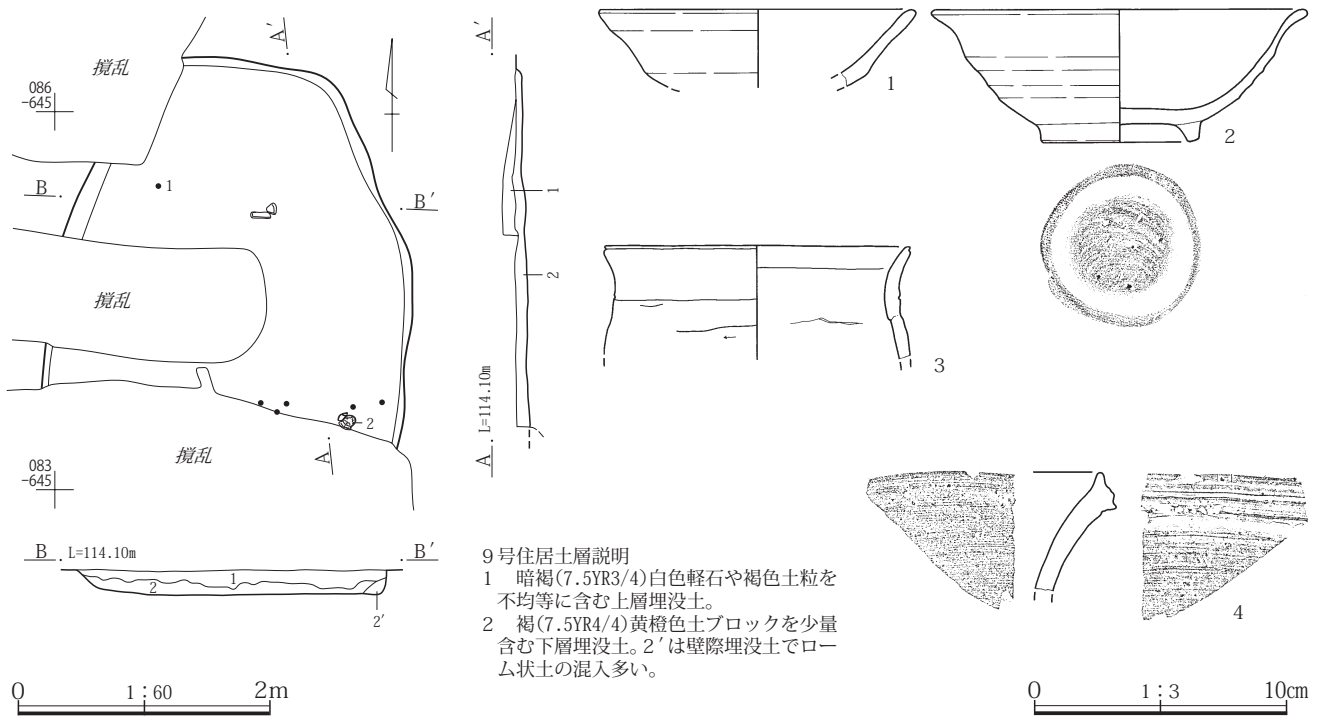 A′
撹乱
086
-645
B
1
B′
撹乱
2
撹乱
A
083
-645
B L=114.10m B′
1
2
2′
0 1：60 2m
A′
1
2
L=114.10m
A
1
2
3
4
9号住居土層説明
1　暗褐(7.5YR3/4)白色軽石や褐色土粒を
不均等に含む上層埋没土。
2　褐(7.5YR4/4)黄橙色土ブロックを少量
含む下層埋没土。2′は壁際埋没土でロー
ム状土の混入多い。
0 1：3 10cm